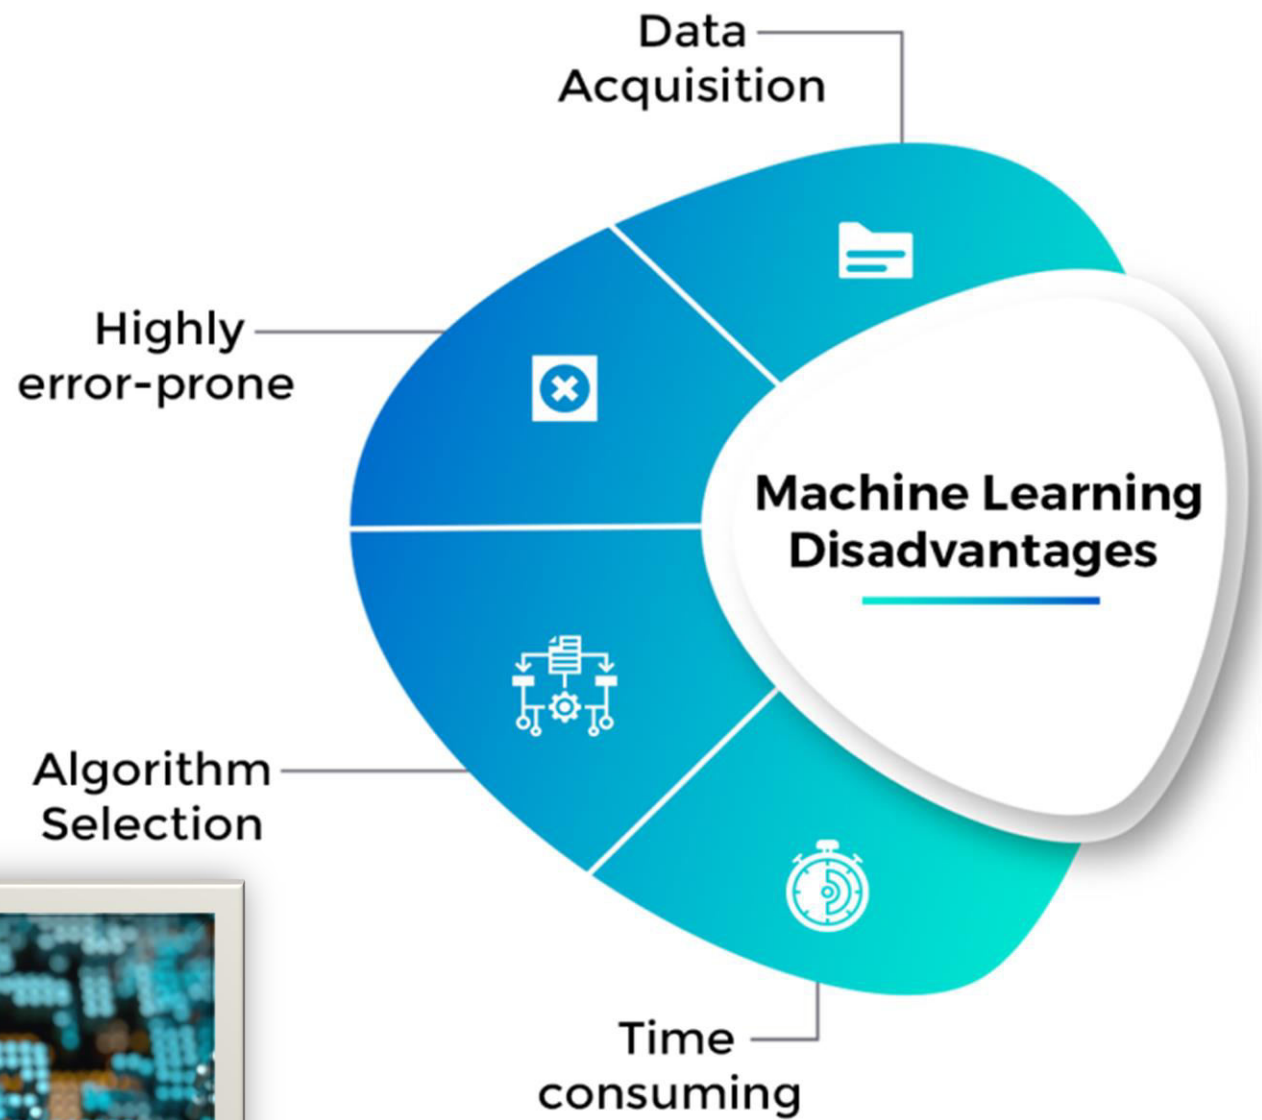 Data
Acquisition
Highly
error-prone
Machine Learning
Disadvantages
Algorithm
Selection
Time
consuming